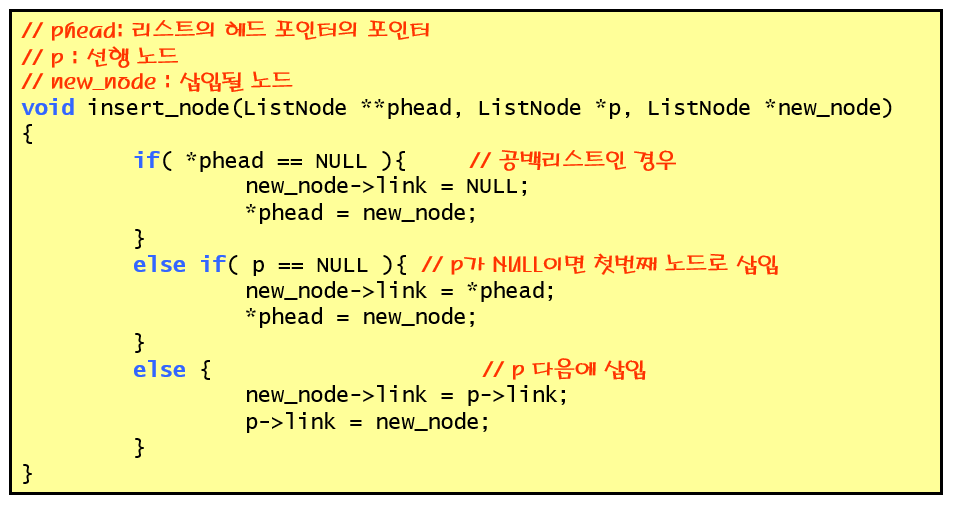 // phead: 리스트의 헤드 포인터의 포인터
// p : 선행 노드
// new_node : 삽입될 노드
void insert_node(ListNode **phead, ListNode *p, ListNode *new_node)
{
if( *phead == NULL ){ // 공백리스트인 경우
new_node->link = NULL;
*phead = new_node;
}
else if( p == NULL ){ // p가 NULL이면 첫번째 노드로 삽입
new_node->link = *phead;
*phead = new_node;
}
else { // p 다음에 삽입
new_node->link = p->link;
p->link = new_node;
}
}